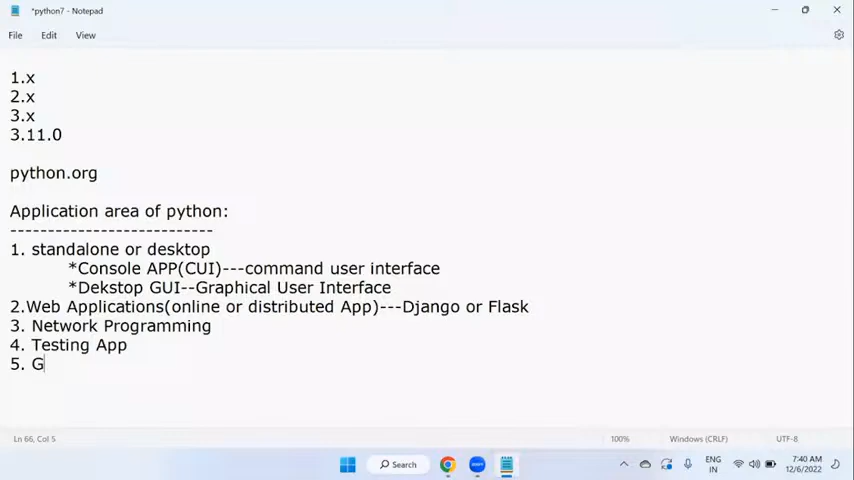 *python7 - Notepad
File Edit View
1.x
2.x
3.x
3.11.0
python.org
Application area of python:
--------------------------
1. standalone or desktop
*Console APP(CUI)---command user interface
*Dekstop GUI--Graphical User Interface
2.Web Applications(online or distributed App)---Django or Flask
3. Network Programming
4. Testing App
5. G
Ln 66, Col 5 100% Windows (CRLF) UTF-8
Search zoom ENG IN 7:40 AM 12/6/2022